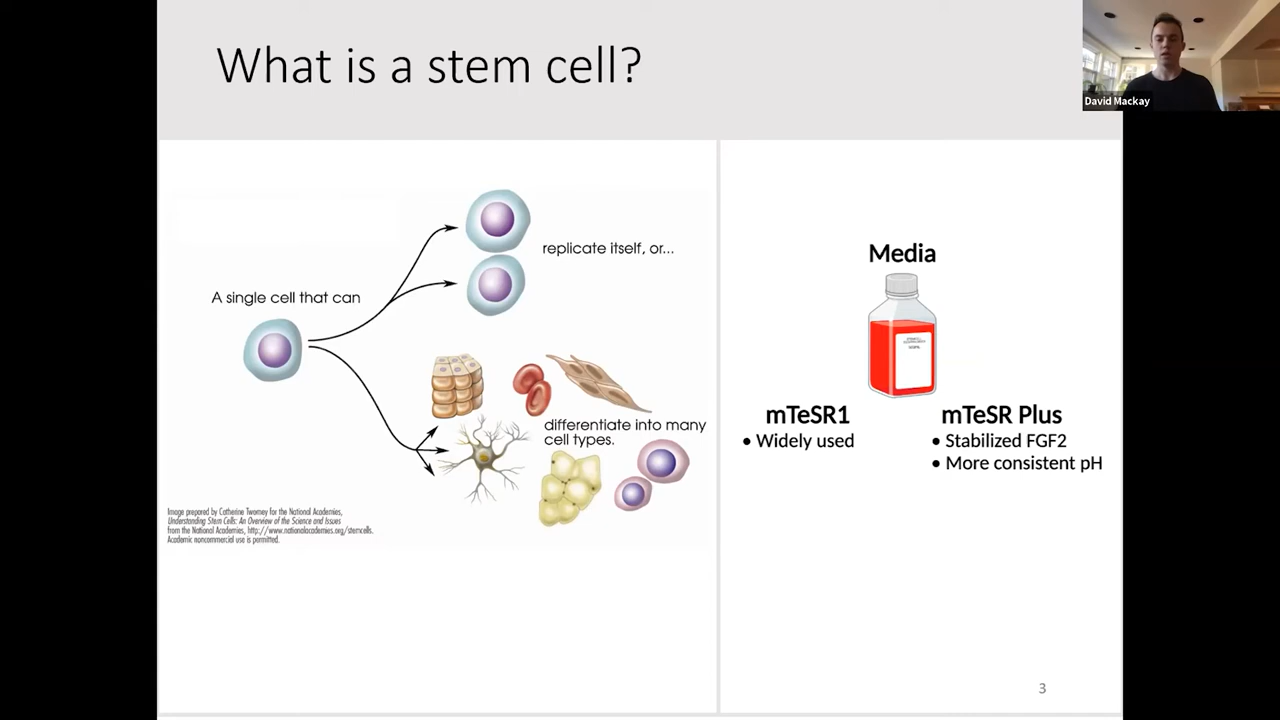 What is a stem cell?
David Mackay
A single cell that can
replicate itself, or...
differentiate into many
cell types.
Image prepared by Catherine Twomey for the National Academies,
Understanding Stem Cells: An Overview of the Science and Issues
from the National Academies, http://www.nationalacademies.org/stemcells.
Academic noncommercial use is permitted.
Media
mTeSR1
• Widely used
mTeSR Plus
• Stabilized FGF2
• More consistent pH
3